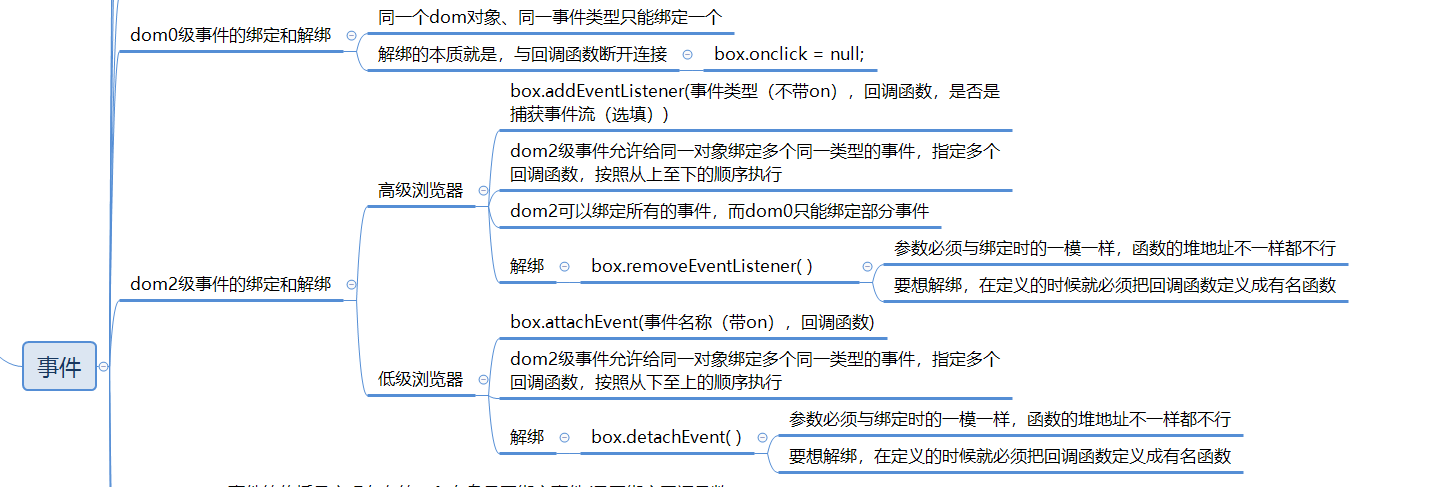 dom0级事件的绑定和解绑
同一个dom对象、同一事件类型只能绑定一个
解绑的本质就是，与回调函数断开连接
box.onclick = null;
dom2级事件的绑定和解绑
高级浏览器
box.addEventListener(事件类型（不带on），回调函数，是否是
捕获事件流（选填）)
dom2级事件允许给同一对象绑定多个同一类型的事件，指定多个
回调函数，按照从上至下的顺序执行
dom2可以绑定所有的事件，而dom0只能绑定部分事件
解绑
box.removeEventListener( )
参数必须与绑定时的一模一样，函数的堆地址不一样都不行
要想解绑，在定义的时候就必须把回调函数定义成有名函数
低级浏览器
box.attachEvent(事件名称（带on），回调函数)
dom2级事件允许给同一对象绑定多个同一类型的事件，指定多个
回调函数，按照从下至上的顺序执行
解绑
box.detachEvent( )
参数必须与绑定时的一模一样，函数的堆地址不一样都不行
要想解绑，在定义的时候就必须把回调函数定义成有名函数
事件